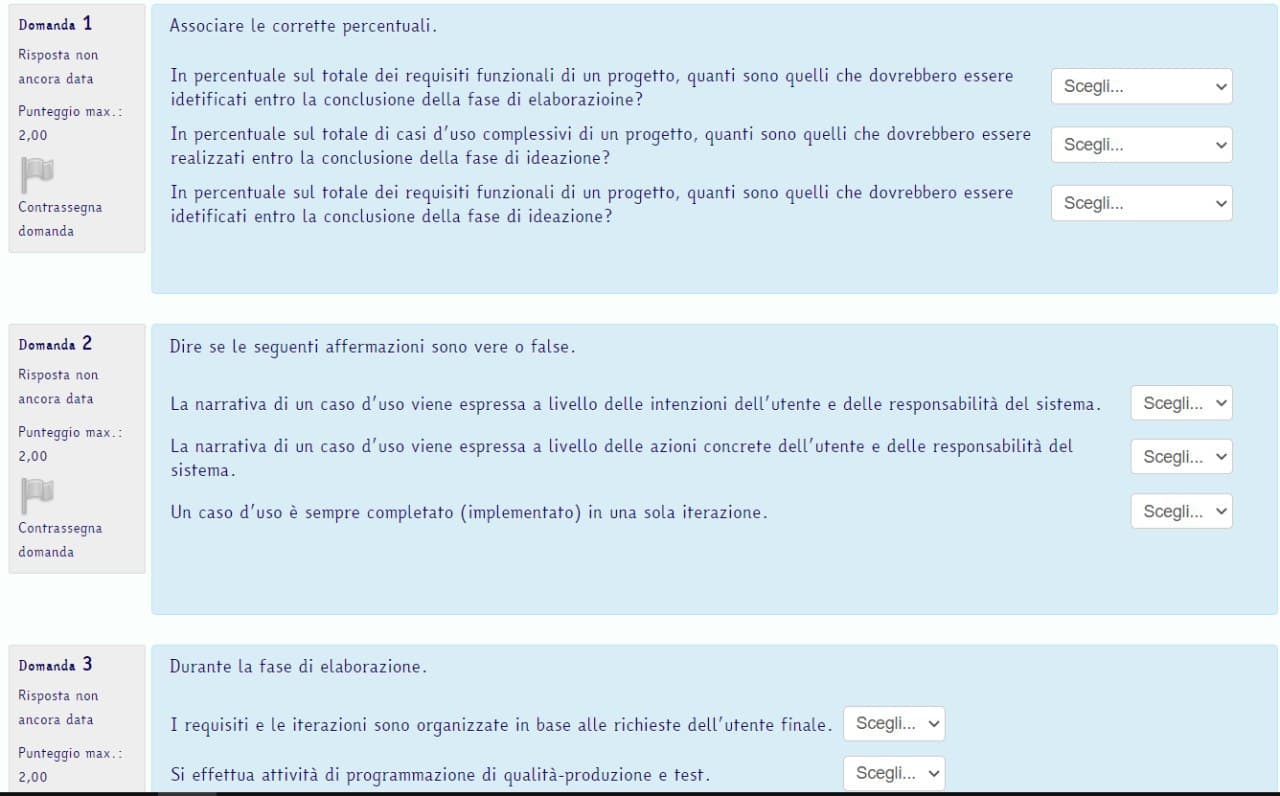 Domanda 1
Risposta non
ancora data
Punteggio max.:
2,00
Contrassegna
domanda
Associare le corrette percentuali.
In percentuale sul totale dei requisiti funzionali di un progetto, quanti sono quelli che dovrebbero essere
idetificati entro la conclusione della fase di elaborazioine?
Scegli...
In percentuale sul totale di casi d'uso complessivi di un progetto, quanti sono quelli che dovrebbero essere
realizzati entro la conclusione della fase di ideazione?
Scegli...
In percentuale sul totale dei requisiti funzionali di un progetto, quanti sono quelli che dovrebbero essere
idetificati entro la conclusione della fase di ideazione?
Scegli...
Domanda 2
Risposta non
ancora data
Punteggio max.:
2,00
Contrassegna
domanda
Dire se le seguenti affermazioni sono vere o false.
La narrativa di un caso d'uso viene espressa a livello delle intenzioni dell'utente e delle responsabilità del sistema.
Scegli...
La narrativa di un caso d'uso viene espressa a livello delle azioni concrete dell'utente e delle responsabilità del
sistema.
Scegli...
Un caso d'uso è sempre completato (implementato) in una sola iterazione.
Scegli...
Domanda 3
Risposta non
ancora data
Punteggio max.:
2,00
Durante la fase di elaborazione.
I requisiti e le iterazioni sono organizzate in base alle richieste dell'utente finale.
Scegli...
Si effettua attività di programmazione di qualità-produzione e test.
Scegli...